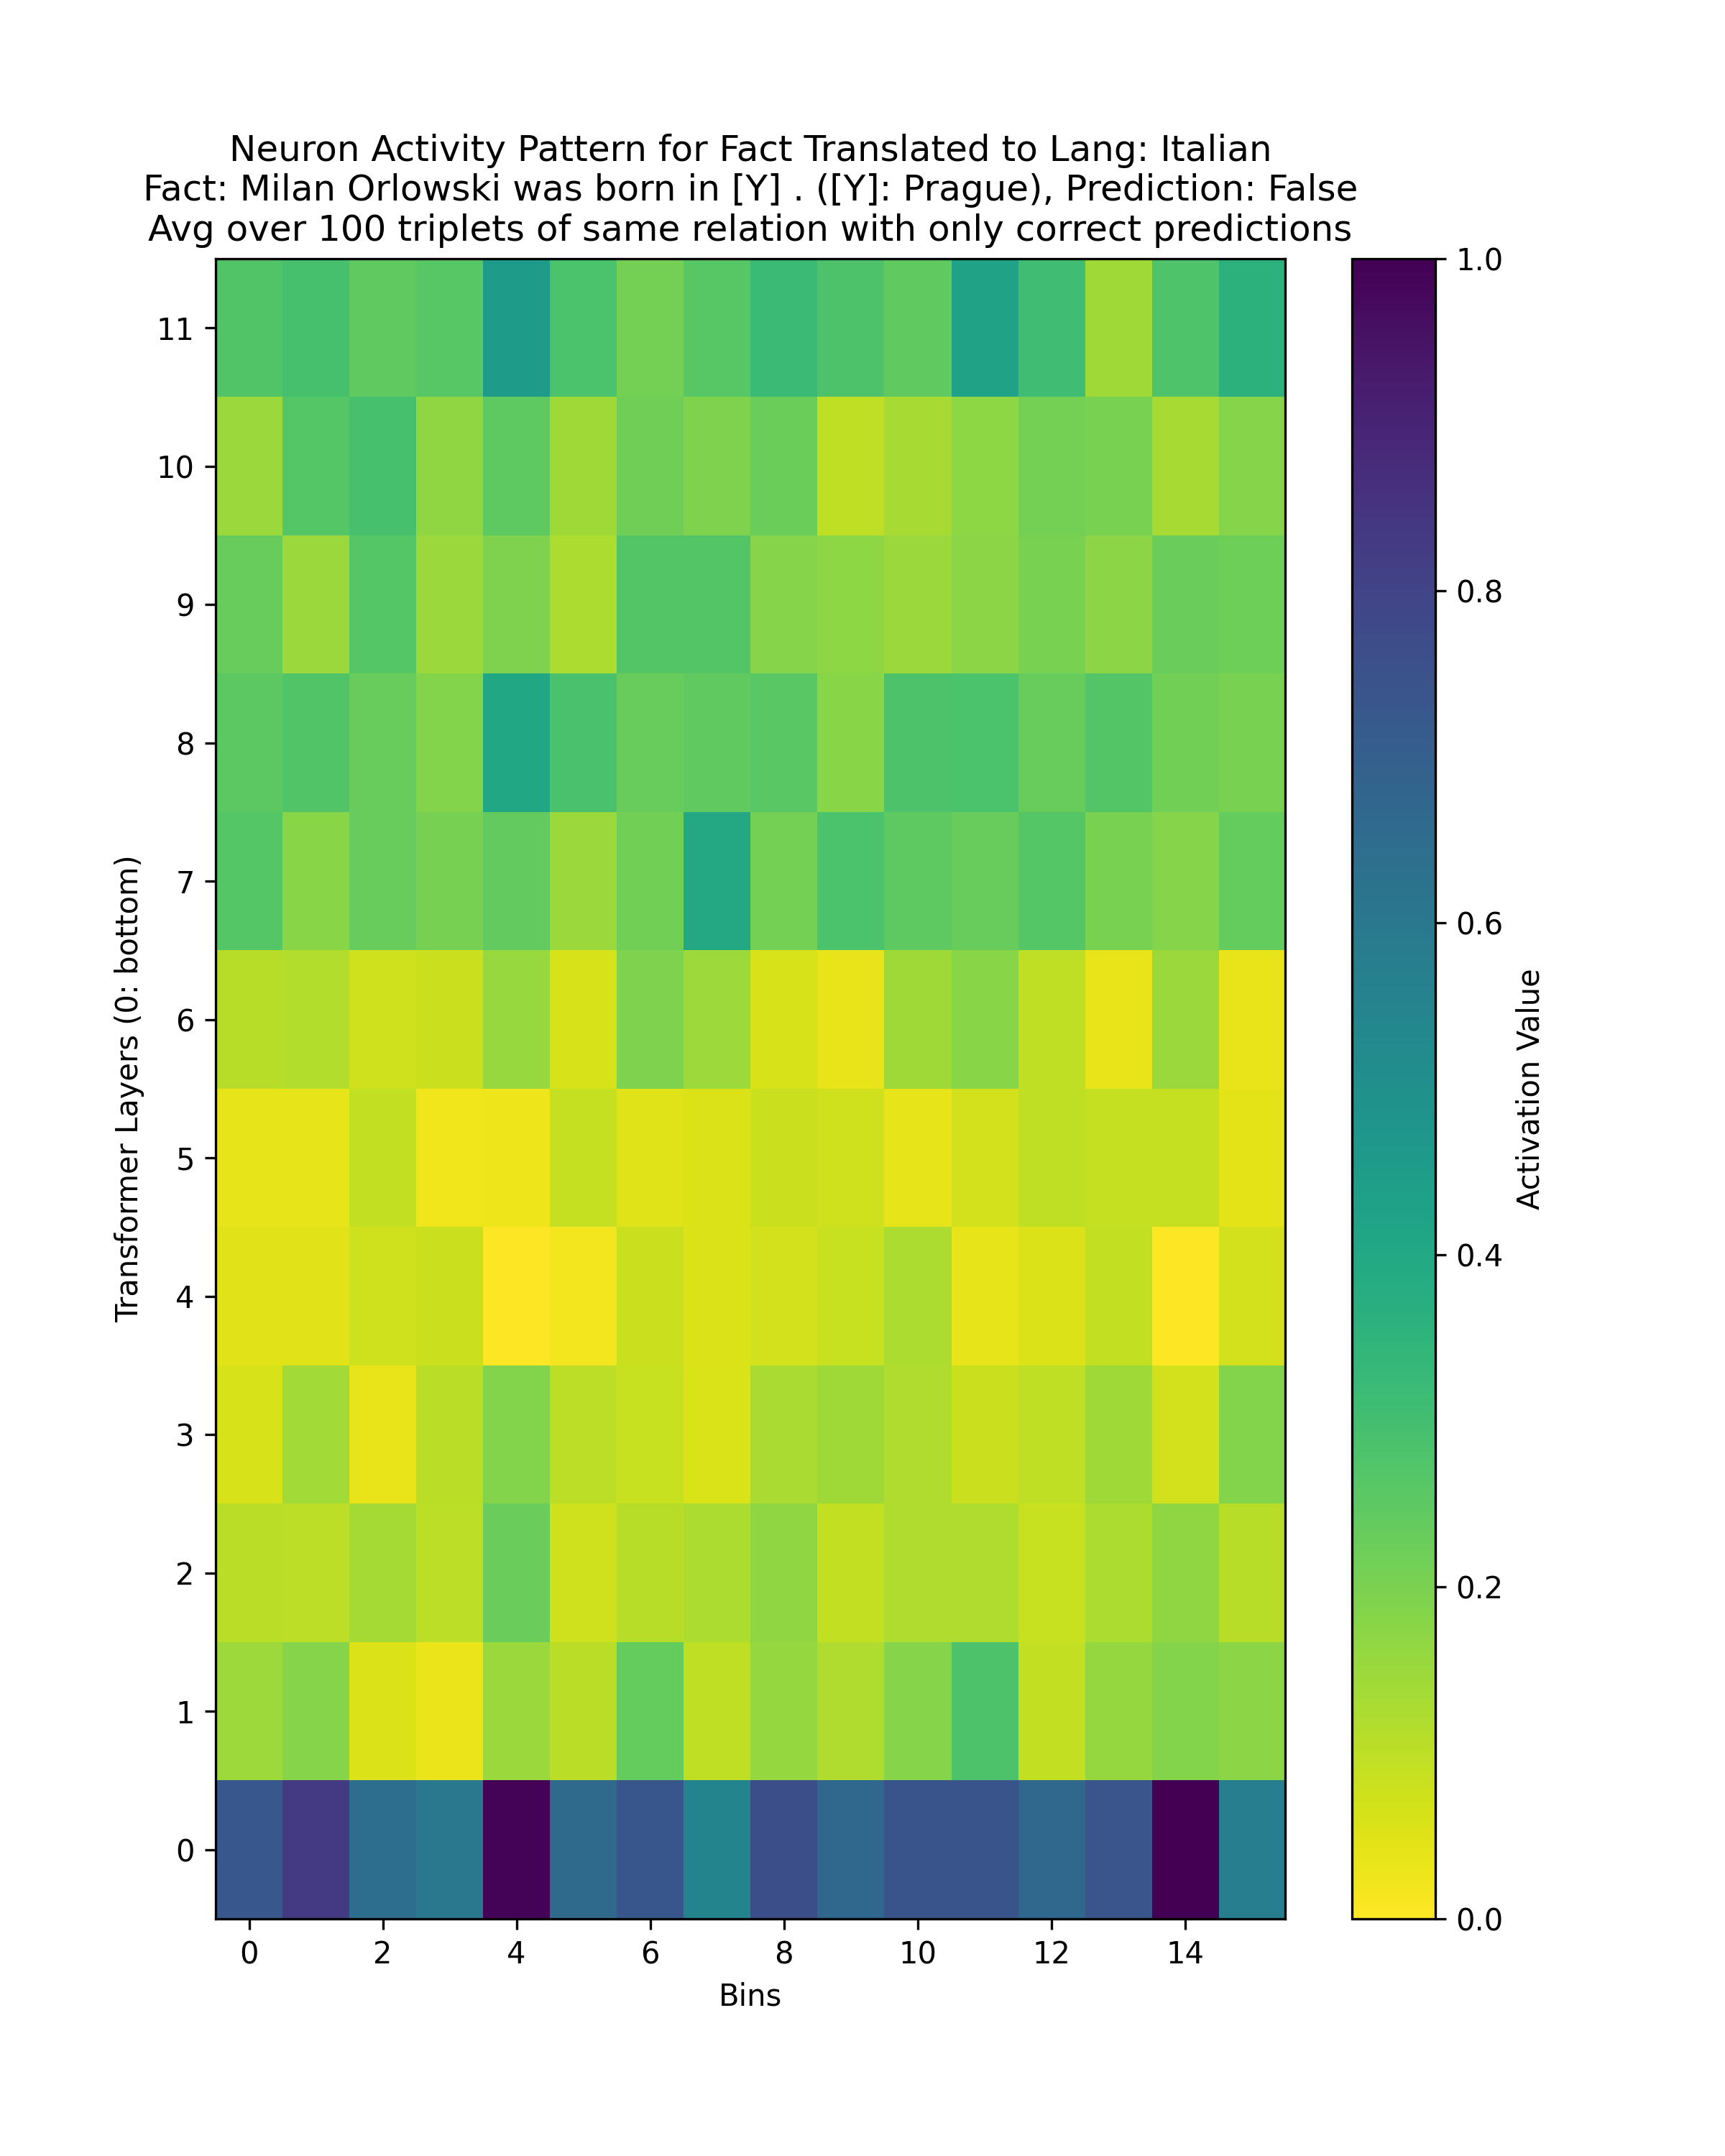 Neuron Activity Pattern for Fact Translated to Lang: Italian
Fact: Milan Orlowski was born in [Y] . ([Y]: Prague), Prediction: False
Avg over 100 triplets of same relation with only correct predictions
11
10
9
8
7
6
5
4
3
2
1
0
Transformer Layers (0: bottom)
0 2 4 6 8 10 12 14
Bins
1.0
0.8
0.6
0.4
0.2
0.0
Activation Value